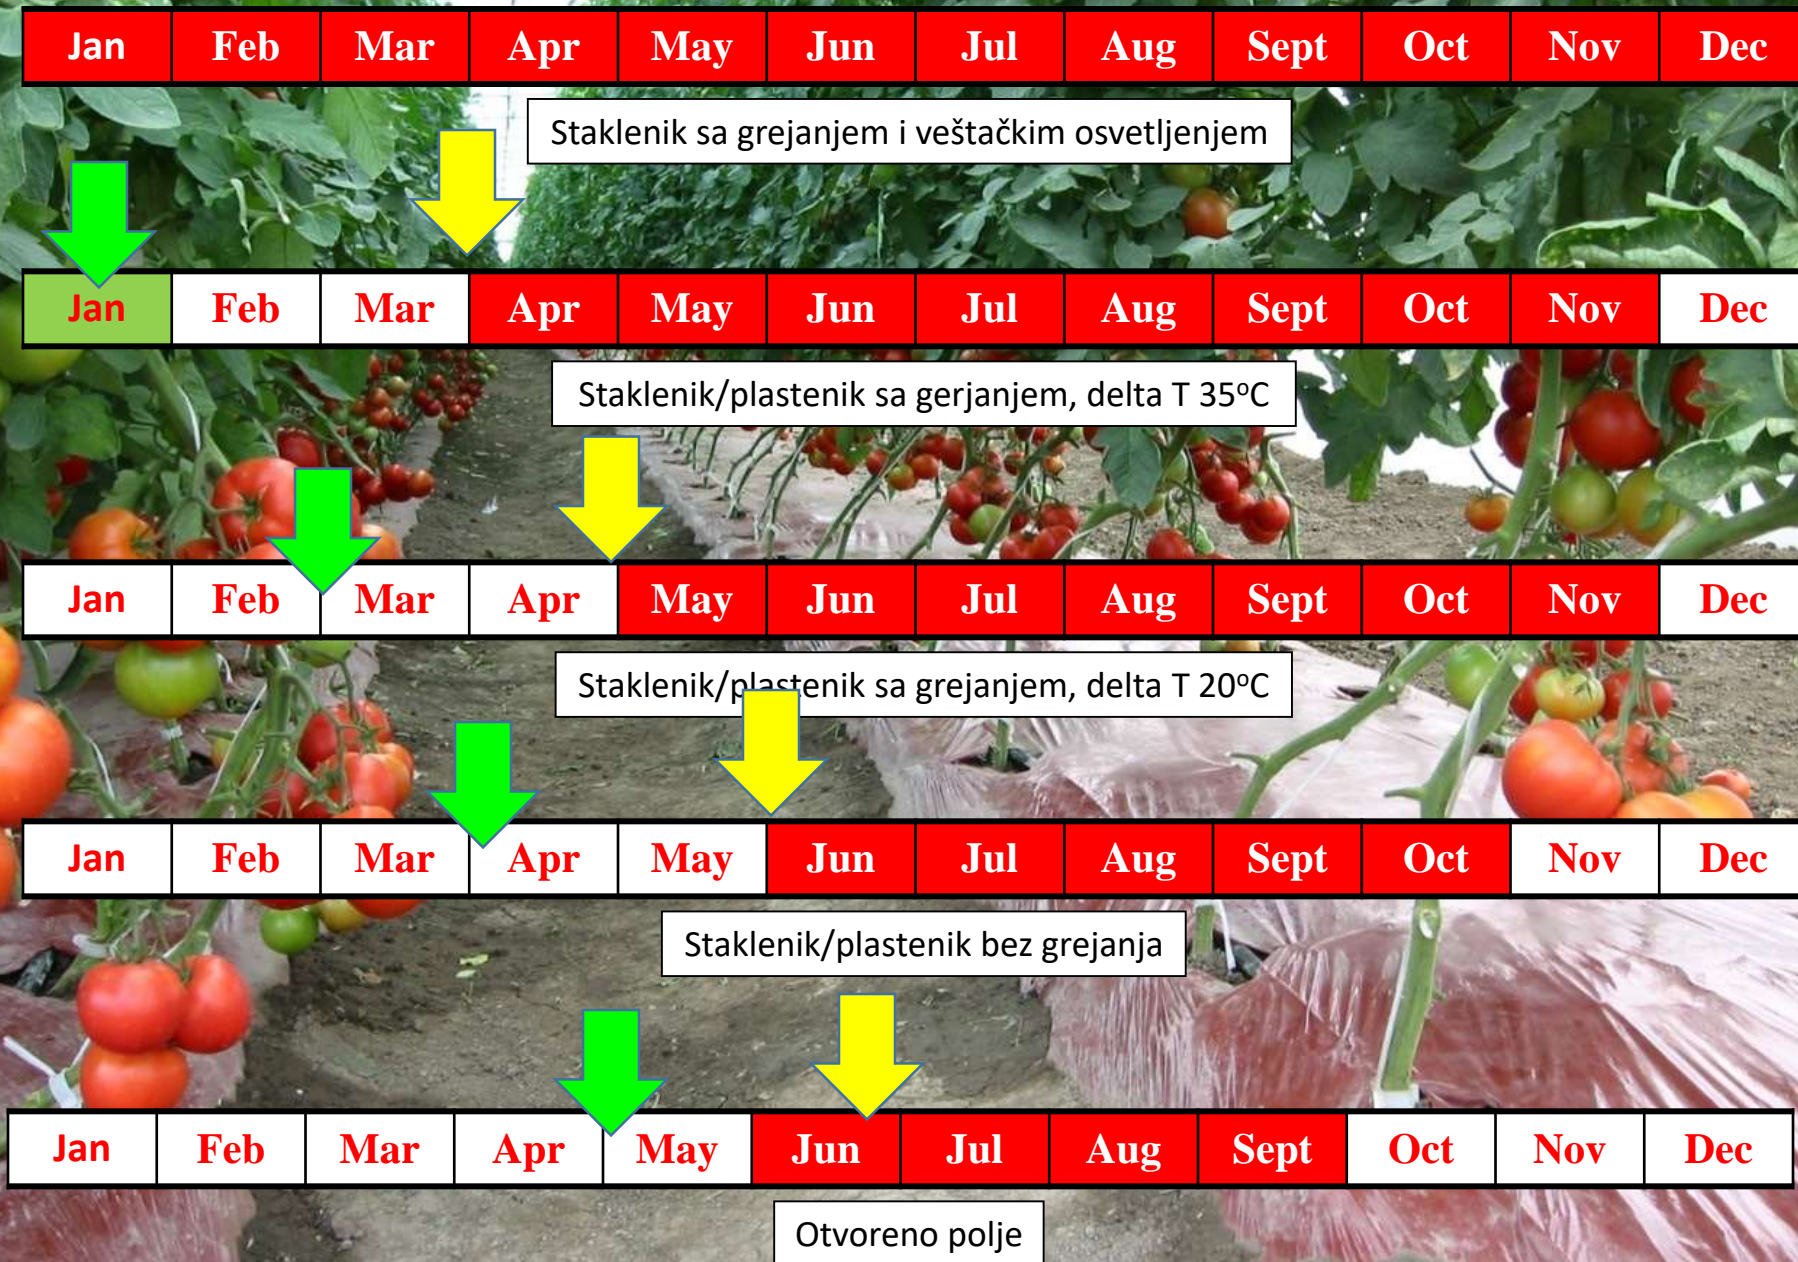 Jan Feb Mar Apr May Jun Jul Aug Sept Oct Nov Dec
Staklenik sa grejanjem i veštačkim osvetljenjem
Jan Feb Mar Apr May Jun Jul Aug Sept Oct Nov Dec
Staklenik/plastenik sa gerjanjem, delta T 35°C
Jan Feb Mar Apr May Jun Jul Aug Sept Oct Nov Dec
Staklenik/plastenik sa grejanjem, delta T 20°C
Jan Feb Mar Apr May Jun Jul Aug Sept Oct Nov Dec
Staklenik/plastenik bez grejanja
Jan Feb Mar Apr May Jun Jul Aug Sept Oct Nov Dec
Otvoreno polje